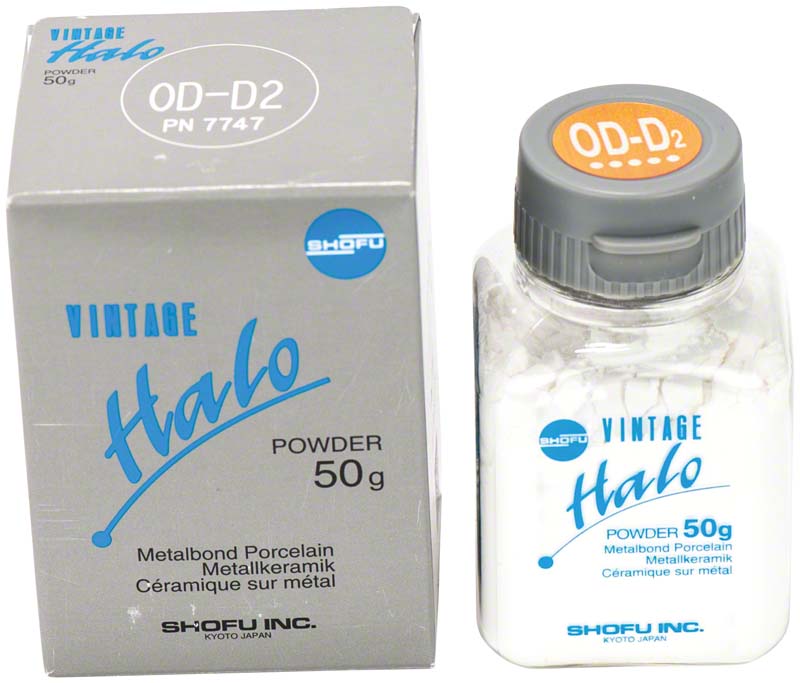 VINTAGE
Halo
POWDER
50g
OD-D2
PN 7747
SHOFU
VINTAGE
Halo
POWDER
50g
Metalbond Porcelain
Metallkeramik
Céramique sur métal
SHOFU INC.
KYOTO JAPAN
OD-D2
SHOFU
VINTAGE
Halo
POWDER 50g
Metalbond Porcelain
Metallkeramik
Céramique sur métal
SHOFU INC.
KYOTO JAPAN